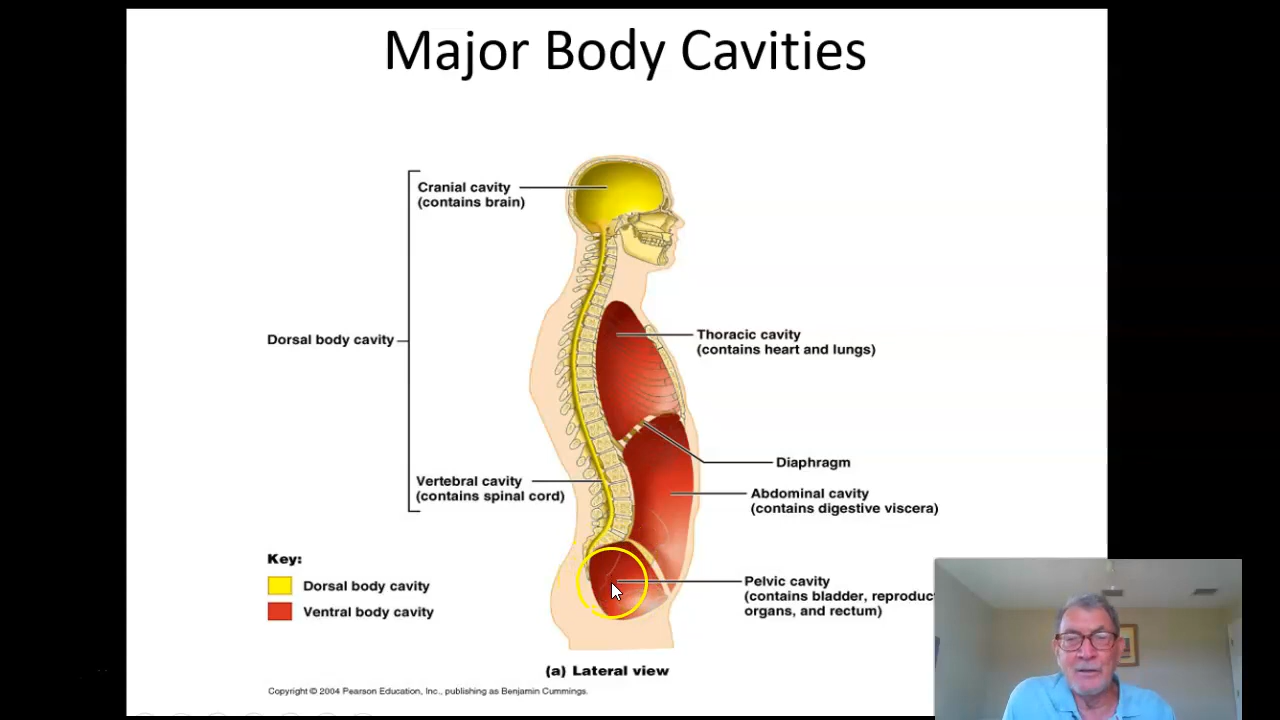 Major Body Cavities
Cranial cavity
(contains brain)
Dorsal body cavity
Thoracic cavity
(contains heart and lungs)
Diaphragm
Vertebral cavity
(contains spinal cord)
Abdominal cavity
(contains digestive viscera)
Key:
Dorsal body cavity
Ventral body cavity
Pelvic cavity
(contains bladder,
organs, and rectum)
(a) Lateral view
Copyright © 2004 Pearson Education, Inc., publishing as Benjamin Cummings.